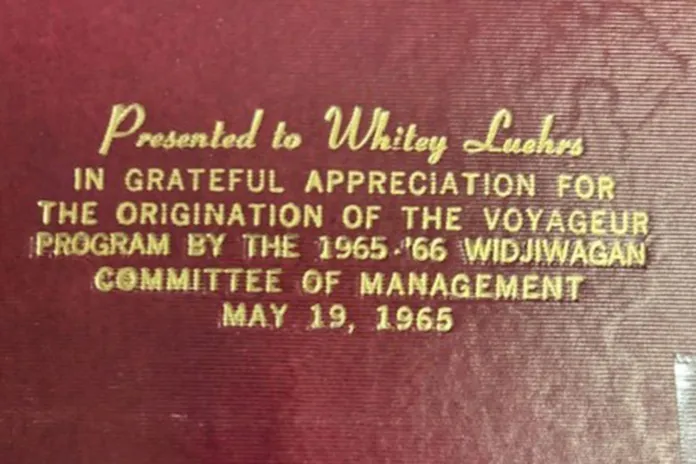 Presented to Whitey Luehrs
IN GRATEFUL APPRECIATION FOR
THE ORIGINATION OF THE VOYAGEUR
PROGRAM BY THE 1965-'66 WIDJIWAGAN
COMMITTEE OF MANAGEMENT
MAY 19, 1965